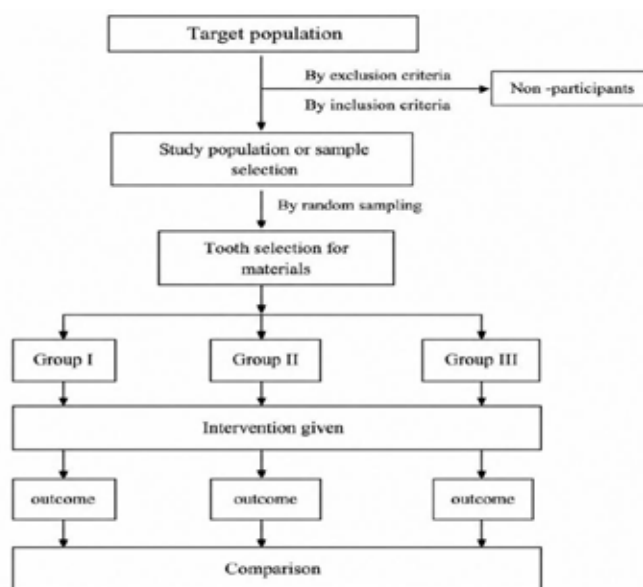 Target population
By exclusion criteria
Non -participants
By inclusion criteria
Study population or sample
selection
By random sampling
Tooth selection for
materials
Group I
Group II
Group III
Intervention given
outcome
outcome
outcome
Comparison